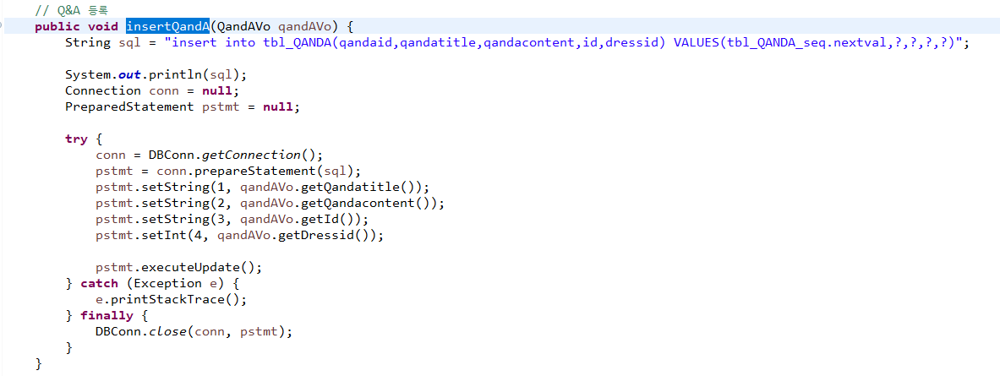 // Q&A 등록
public void insertQandA(QandAVo qandAVo) {
String sql = "insert into tbl_QANDA(qandaid,qandatitle,qandacontent,id,dressid) VALUES(tbl_QANDA_seq.nextval,?,?,?,?)";
System.out.println(sql);
Connection conn = null;
PreparedStatement pstmt = null;
try {
conn = DBConn.getConnection();
pstmt = conn.prepareStatement(sql);
pstmt.setString(1, qandAVo.getQandatitle());
pstmt.setString(2, qandAVo.getQandacontent());
pstmt.setString(3, qandAVo.getId());
pstmt.setInt(4, qandAVo.getDressid());
pstmt.executeUpdate();
} catch (Exception e) {
e.printStackTrace();
} finally {
DBConn.close(conn, pstmt);
}
}